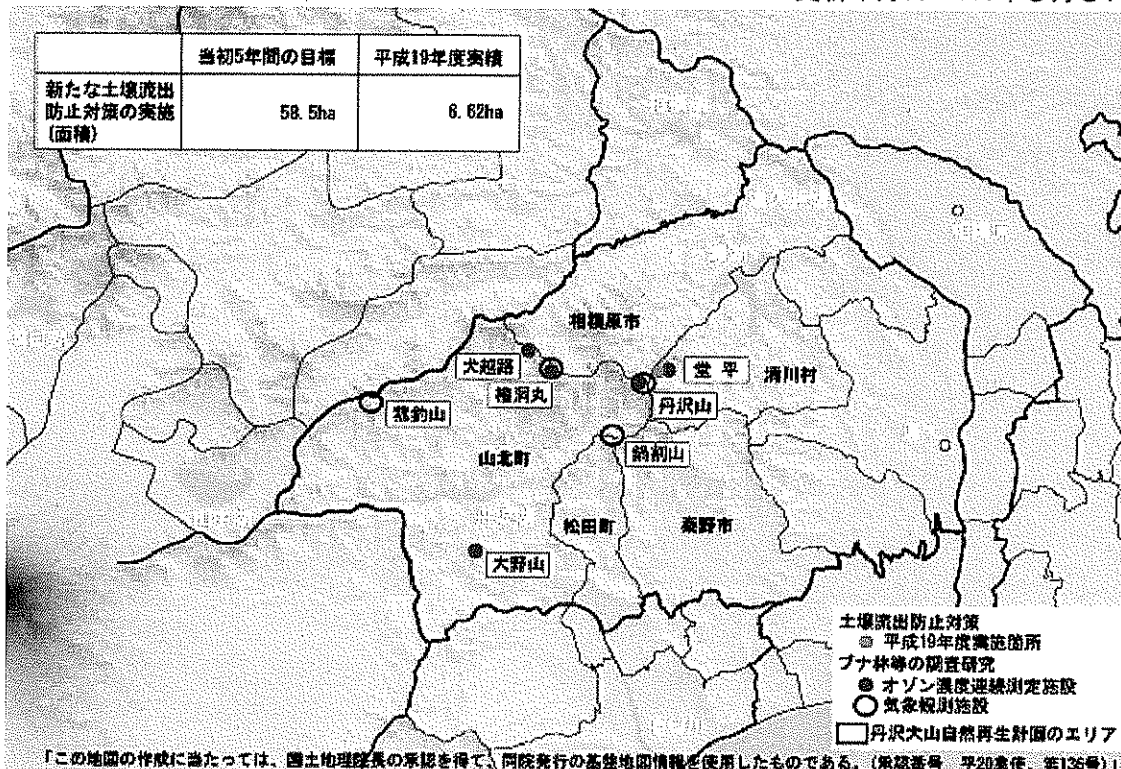 当初5年間の目標
平成19年度実績
新たな土壌流出
防止対策の実施
(面積)
58.5ha
6.62ha
相模原市
犬越路
檜洞丸
堂平
清川村
丹沢山
菰釣山
鍋割山
山北町
松田町
秦野市
大野山
土壌流出防止対策
平成19年度実施箇所
ブナ林等の調査研究
オゾン濃度連続測定施設
気象観測施設
丹沢大山自然再生計画のエリア
「この地図の作成に当たっては、国土地理院長の承認を得て、同院発行の基盤地図情報を使用したものである。(承認番号 平20業使、第136号)」